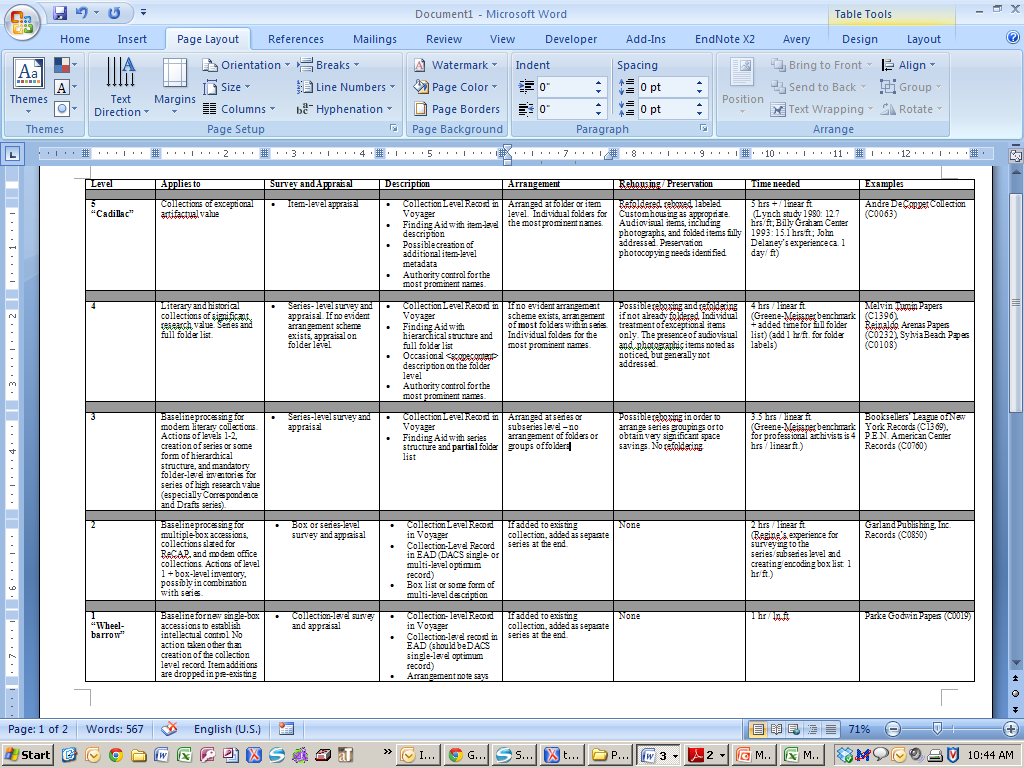 Document1 - Microsoft Word
Table Tools
Home Insert Page Layout References Mailings Review View Developer Add-Ins EndNote X2 Avery Design Layout
Themes
Text Direction
Margins
Orientation
Size
Columns
Breaks
Line Numbers
Hyphenation
Watermark
Page Color
Page Borders
Indent
0"
0"
Spacing
0 pt
0 pt
Position
Bring to Front
Send to Back
Text Wrapping
Align
Group
Rotate
Themes Page Setup Page Background Paragraph Arrange
2 3 4 5 7 8 9 10 11 12
Level Applies to Survey and Appraisal Description Arrangement Rehousing / Preservation Time needed Examples
5
“Cadillac”
Collections of exceptional
artifactual value
• Item-level appraisal
• Collection Level Record in
Voyager
• Finding Aid with item-level
description
• Possible creation of
additional item-level
metadata
• Authority control for the
most prominent names.
Arranged at folder or item
level. Individual folders for
the most prominent names.
Refoldered, reboxed, labeled.
Custom housing as appropriate.
Audiovisual items, including
photographs, and folded items fully
addressed. Preservation
photocopying needs identified.
5 hrs + / linear ft
(Lynch study 1980: 12.7
hrs/ft; Billy Graham Center
1993: 15.1 hrs/ft; John
Delaney’s experience ca. 1
day/ ft)
Andre De Coppet Collection
(C0063)
4
Literary and historical
collections of significant
research value. Series and
full folder list.
• Series- level survey and
appraisal. If no evident
arrangement scheme
exists, appraisal on
folder level.
• Collection Level Record in
Voyager
• Finding Aid with
hierarchical structure and
full folder list
• Occasional <scopecontent>
description on the folder
level
• Authority control for the
most prominent names.
If no evident arrangement
scheme exists, arrangement
of most folders within series.
Individual folders for the
most prominent names.
Possible reboxing and refoldering
if not already foldered. Individual
treatment of exceptional items
only. The presence of audiovisual
and photographic items noted as
noticed, but generally not
addressed.
4 hrs / linear ft
(Greene-Meissner benchmark
+ added time for full folder
list) (add 1 hr/ft. for folder
labels)
Melvin Tumin Papers
(C1396),
Reinaldo Arenas Papers
(C0232), Sylvia Beach Papers
(C0108)
3
Baseline processing for
modern literary collections.
Actions of levels 1-2,
creation of series or some
form of hierarchical
structure, and mandatory
folder-level inventories for
series of high research value
(especially Correspondence
and Drafts series).
• Series-level survey and
appraisal
• Collection Level Record in
Voyager
• Finding Aid with series
structure and partial folder
list
Arranged at series or
subseries level – no
arrangement of folders or
groups of folders
Possible reboxing in order to
arrange series groupings or to
obtain very significant space
savings. No refoldering.
3.5 hrs / linear ft
(Greene-Meissner benchmark
for professional archivists is 4
hrs / linear ft.)
Booksellers’ League of New
York Records (C1369),
P.E.N. American Center
Records (C0760)
2
Baseline processing for
multiple-box accessions,
collections slated for
ReCAP, and modern office
collections. Actions of level
1 + box-level inventory,
possibly in combination
with series.
• Box or series-level
survey and appraisal
• Collection Level Record
in Voyager
• Collection-Level Record
in EAD (DACS single- or
multi-level optimum
record)
• Box list or some form of
multi-level description
If added to existing
collection, added as separate
series at the end.
None
2 hrs / linear ft
(Regine’s experience for
surveying to the
series/subseries level and
creating/encoding box list: 1
hr/ft.)
Garland Publishing, Inc.
Records (C0850)
1
“Wheel-
barrow”
Baseline for new single-box
accessions to establish
intellectual control. No
action taken other than
creation of the collection
level record. Item additions
are dropped in pre-existing
• Collection-level survey
and appraisal
• Collection- level Record
in Voyager
• Collection-level record in
EAD (should be DACS
single-level optimum
record)
• Arrangement note says
If added to existing
collection, added as separate
series at the end.
None
1 hr / ln.ft.
Parke Godwin Papers (C0019)
Page: 1 of 2 Words: 567 English (U.S.) 71%
Start I... G... S... t... P... 3 2 M... M... 10:44 AM